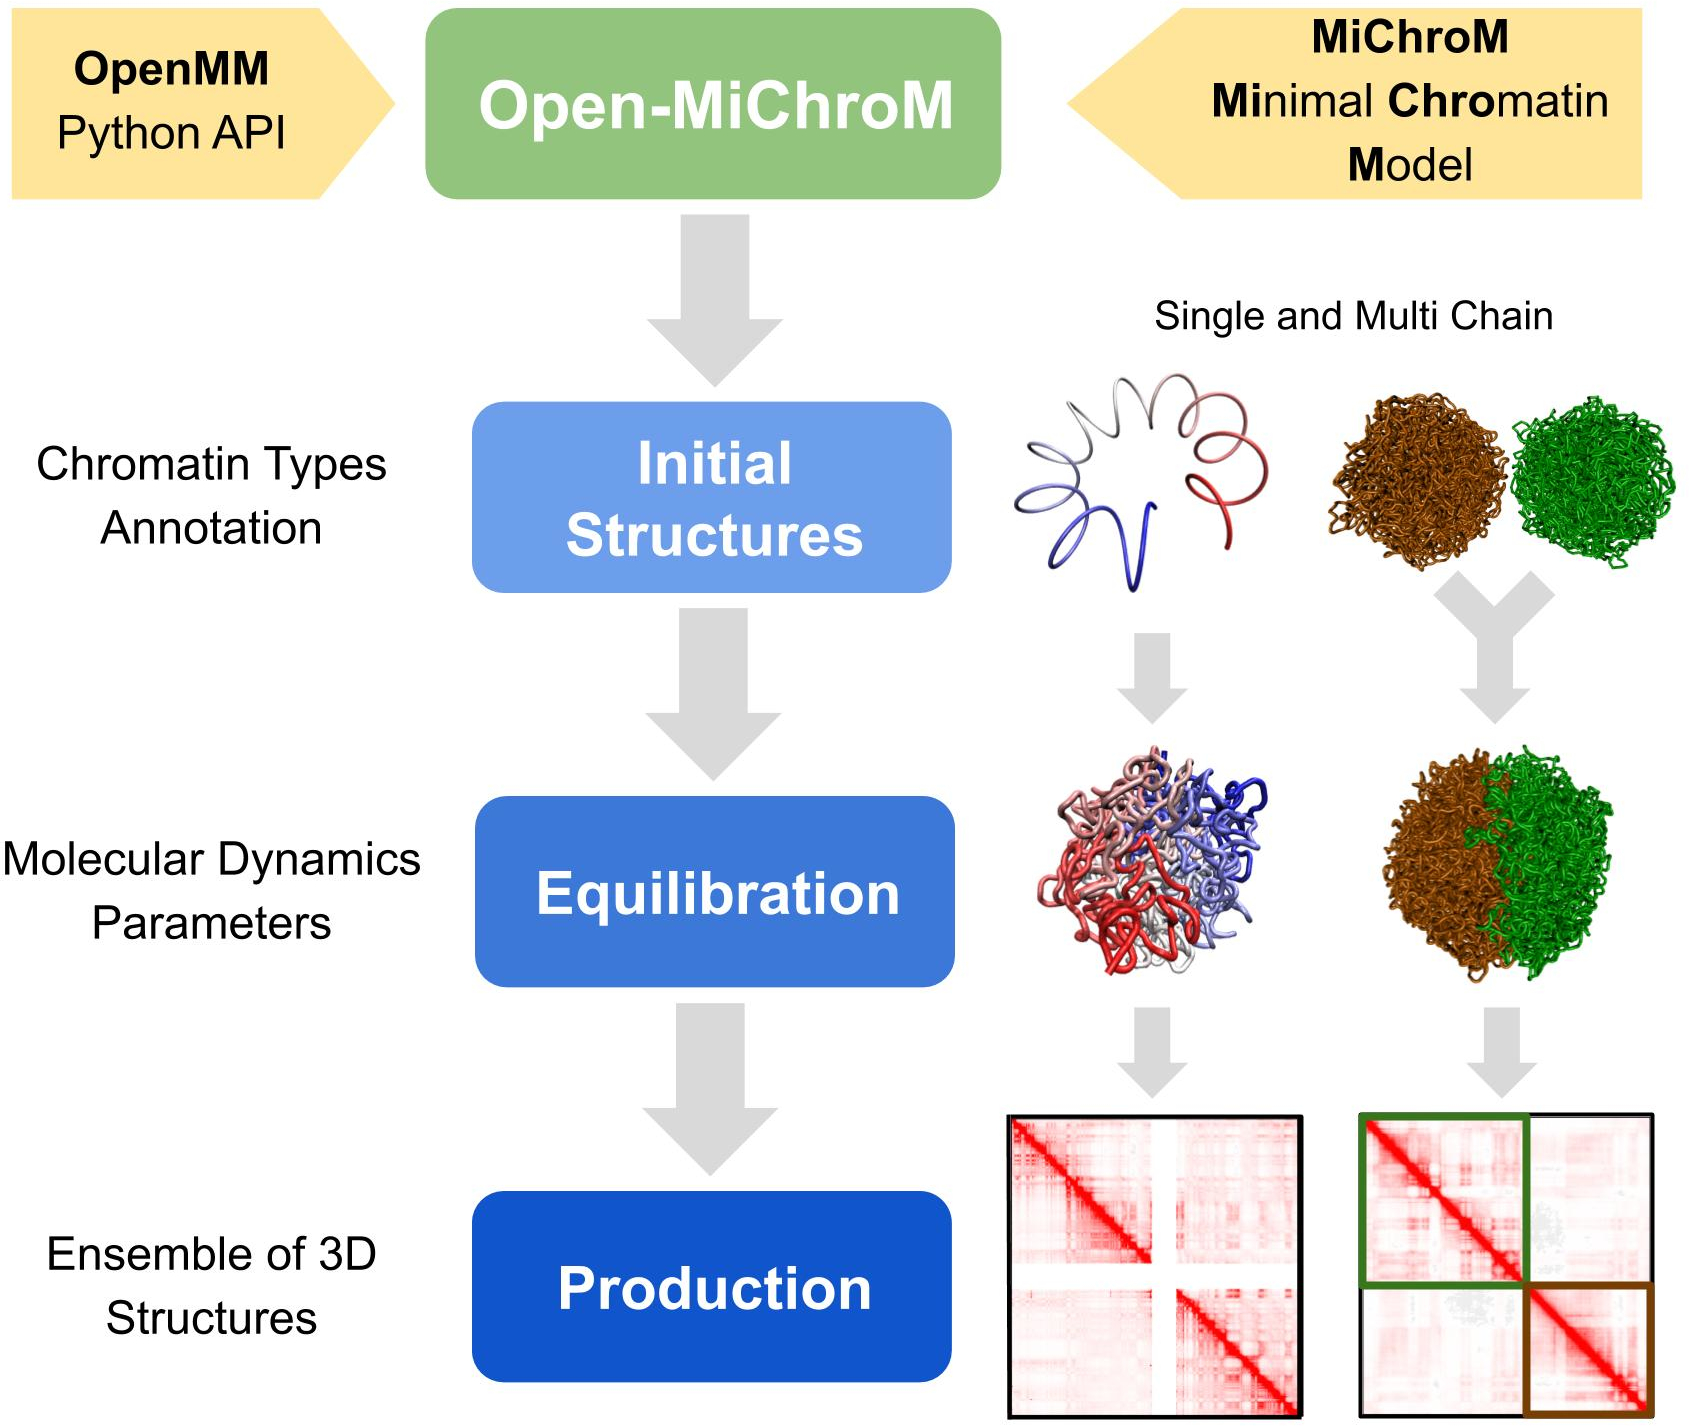 OpenMM
Python API
Open-MiChroM
MiChroM
Minimal Chromatin
Model
Single and Multi Chain
Chromatin Types
Annotation
Initial
Structures
Molecular Dynamics
Parameters
Equilibration
Ensemble of 3D
Structures
Production